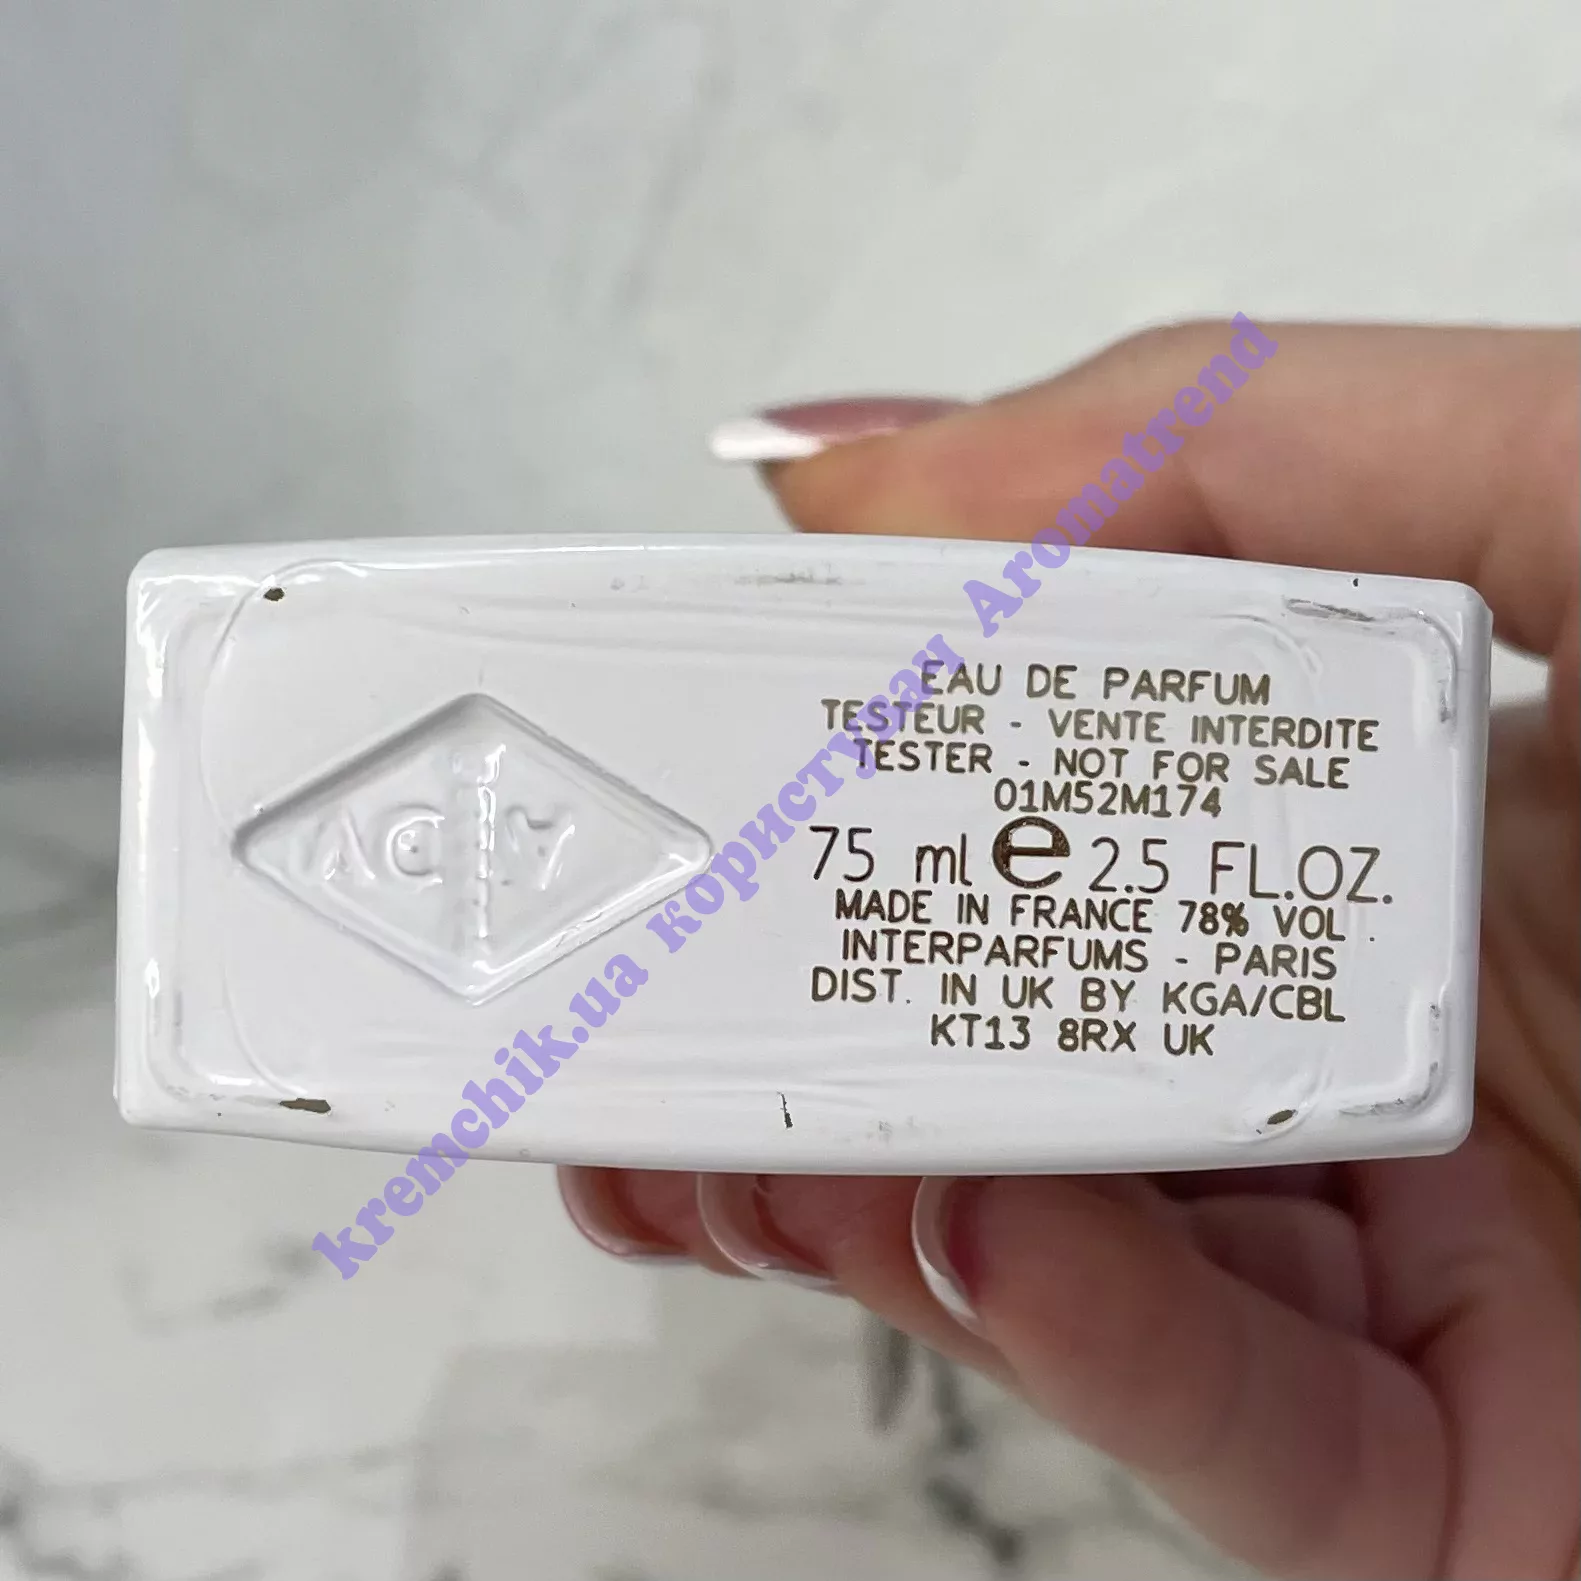 EAU DE PARFUM
TESTEUR - VENTE INTERDITE
TESTER - NOT FOR SALE
01M52M174
75 ml e 2.5 FL.OZ.
MADE IN FRANCE 78% VOL.
INTERPARFUMS - PARIS
DIST. IN UK BY KGA/CBL
KT13 8RX UK
kremchik.ua користувач Aromatrend